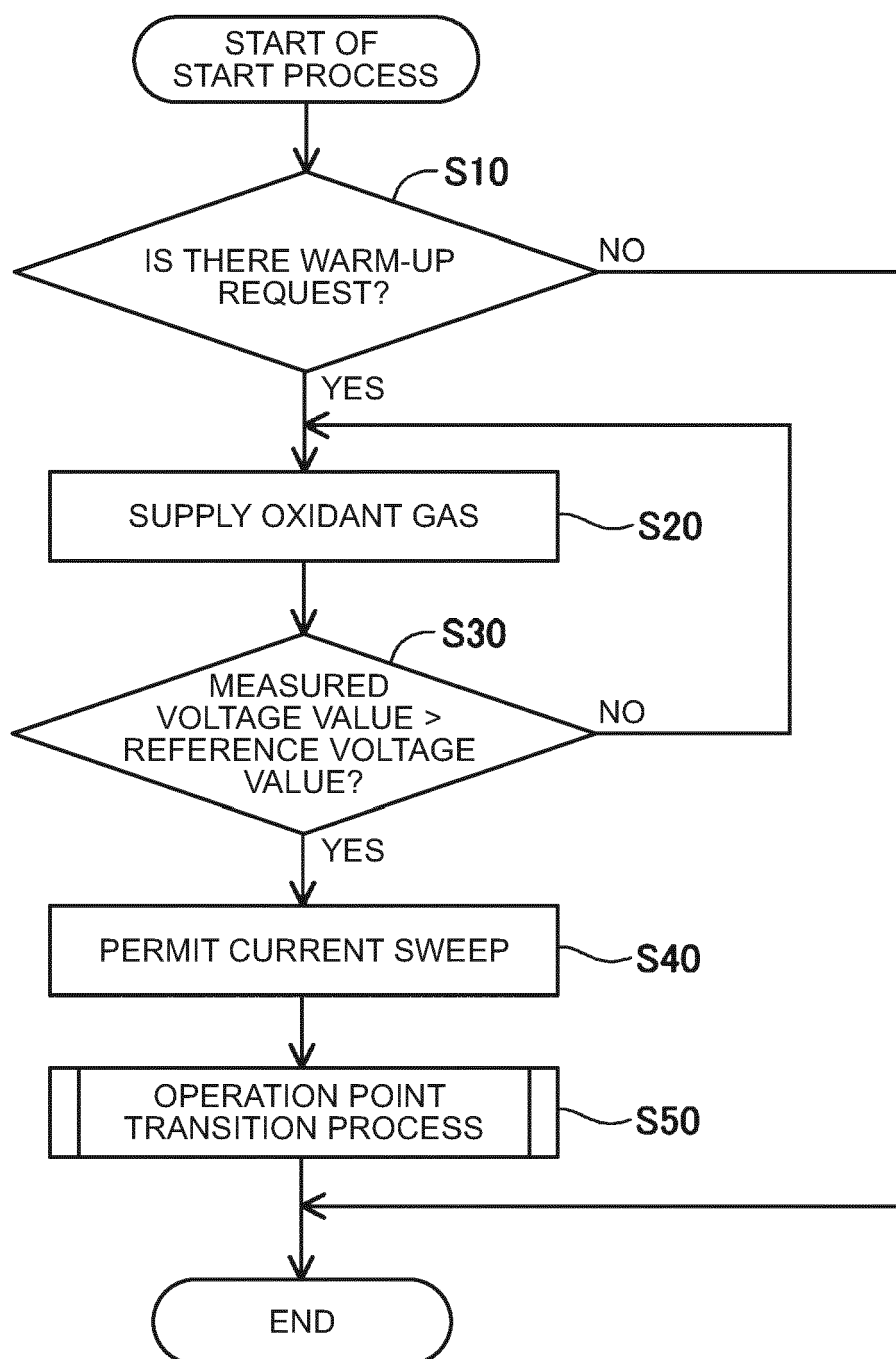 START OF
START PROCESS
S10
IS THERE WARM-UP
REQUEST?
NO
YES
SUPPLY OXIDANT GAS
S20
S30
MEASURED
VOLTAGE VALUE >
REFERENCE VOLTAGE
VALUE?
NO
YES
PERMIT CURRENT SWEEP
S40
OPERATION POINT
TRANSITION PROCESS
S50
END